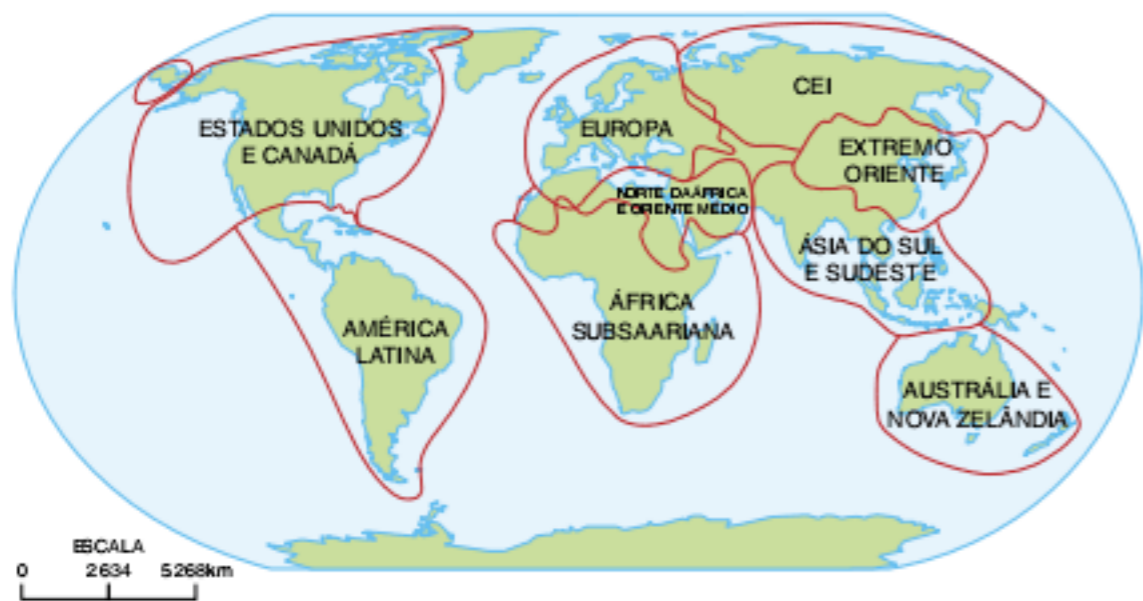 ESTADOS UNIDOS
E CANADÁ
EUROPA
CEI
EXTREMO
ORIENTE
NORTE DA ÁFRICA
E ORIENTE MÉDIO
ÁSIA DO SUL
E SUDESTE
ÁFRICA
SUBSAARIANA
AMÉRICA
LATINA
AUSTRÁLIA E
NOVA ZELÂNDIA
ESCALA
0 2634 5268km